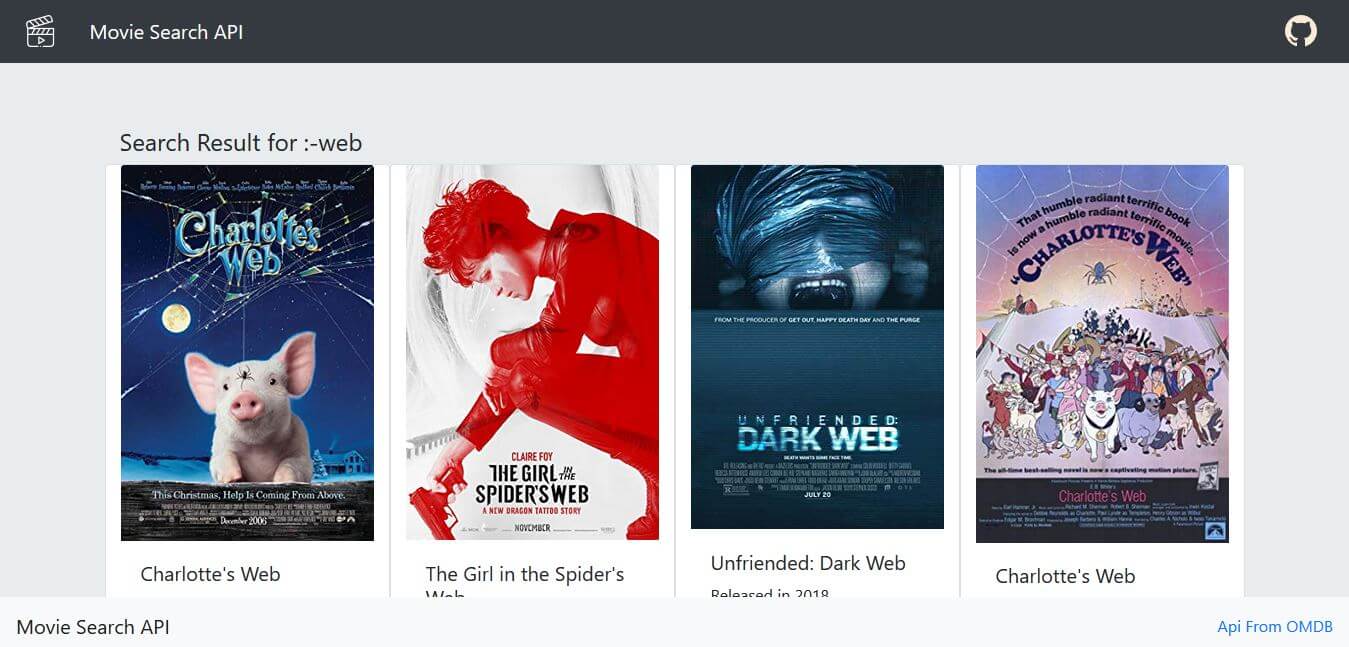 Movie Search API
Search Result for :-web
Charlotte's
Web
This Christmas, Help Is Coming From Above.
December 2006
Charlotte's Web
CLAIRE FOY
THE GIRL IN THE
SPIDER'S WEB
A NEW DRAGON TATTOO STORY
NOVEMBER
The Girl in the Spider's
Web
FROM THE PRODUCER OF GET OUT, HAPPY DEATH DAY AND THE PURGE
UNFRIENDED:
DARK WEB
DEATH WANTS SOME FACE TIME.
JULY 20
Unfriended: Dark Web
Released in 2018
That humble radiant terrific book
is now a humble radiant terrific movie.
"CHARLOTTE'S WEB"
The all-time best-selling novel is now a captivating motion picture.
Charlotte's Web
Charlotte's Web
Movie Search API
Api From OMDB